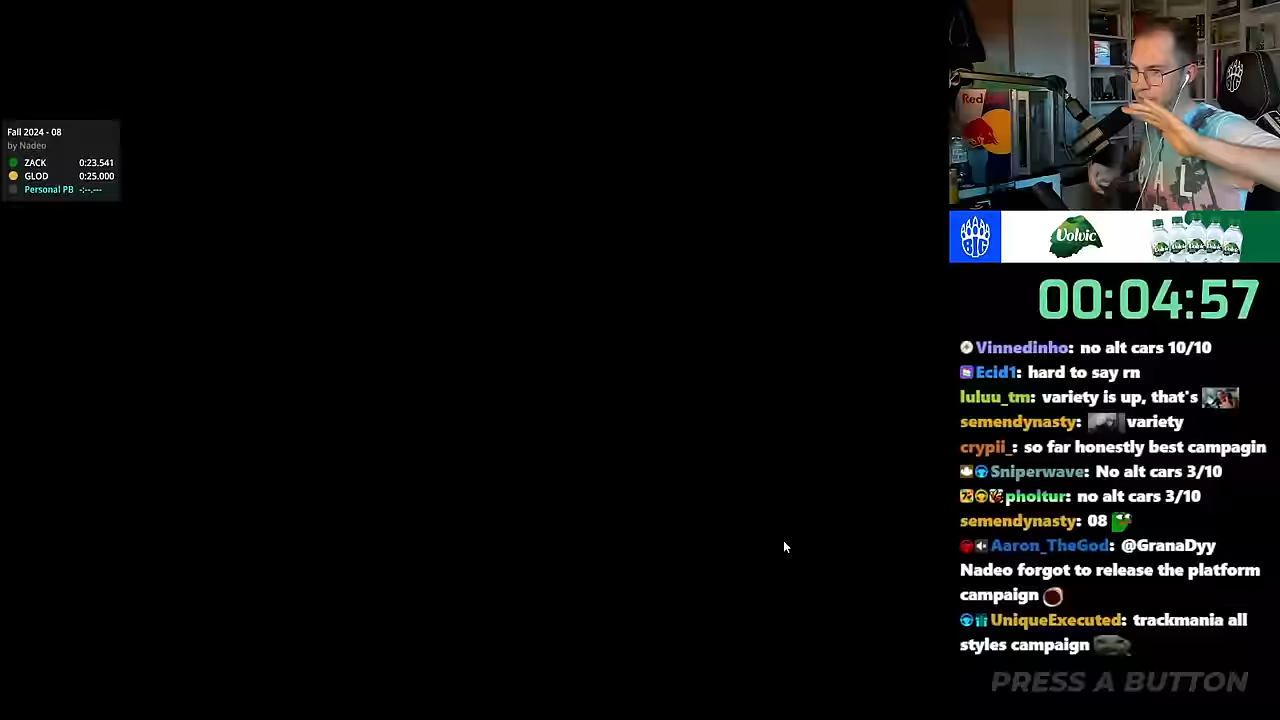 Fall 2024 - 08
by Nadeo
ZACK 0:23.541
GLOD 0:25.000
Personal PB -:--.---
Red
BIG
Volvic
00:04:57
Vinnedinho: no alt cars 10/10
Ecid1: hard to say rn
luluu_tm: variety is up, that's
semendynasty: variety
crypii_: so far honestly best campagin
Sniperwave: No alt cars 3/10
pholtur: no alt cars 3/10
semendynasty: 08
Aaron_TheGod: @GranaDyy
Nadeo forgot to release the platform
campaign
UniqueExecuted: trackmania all
styles campaign
PRESS A BUTTON